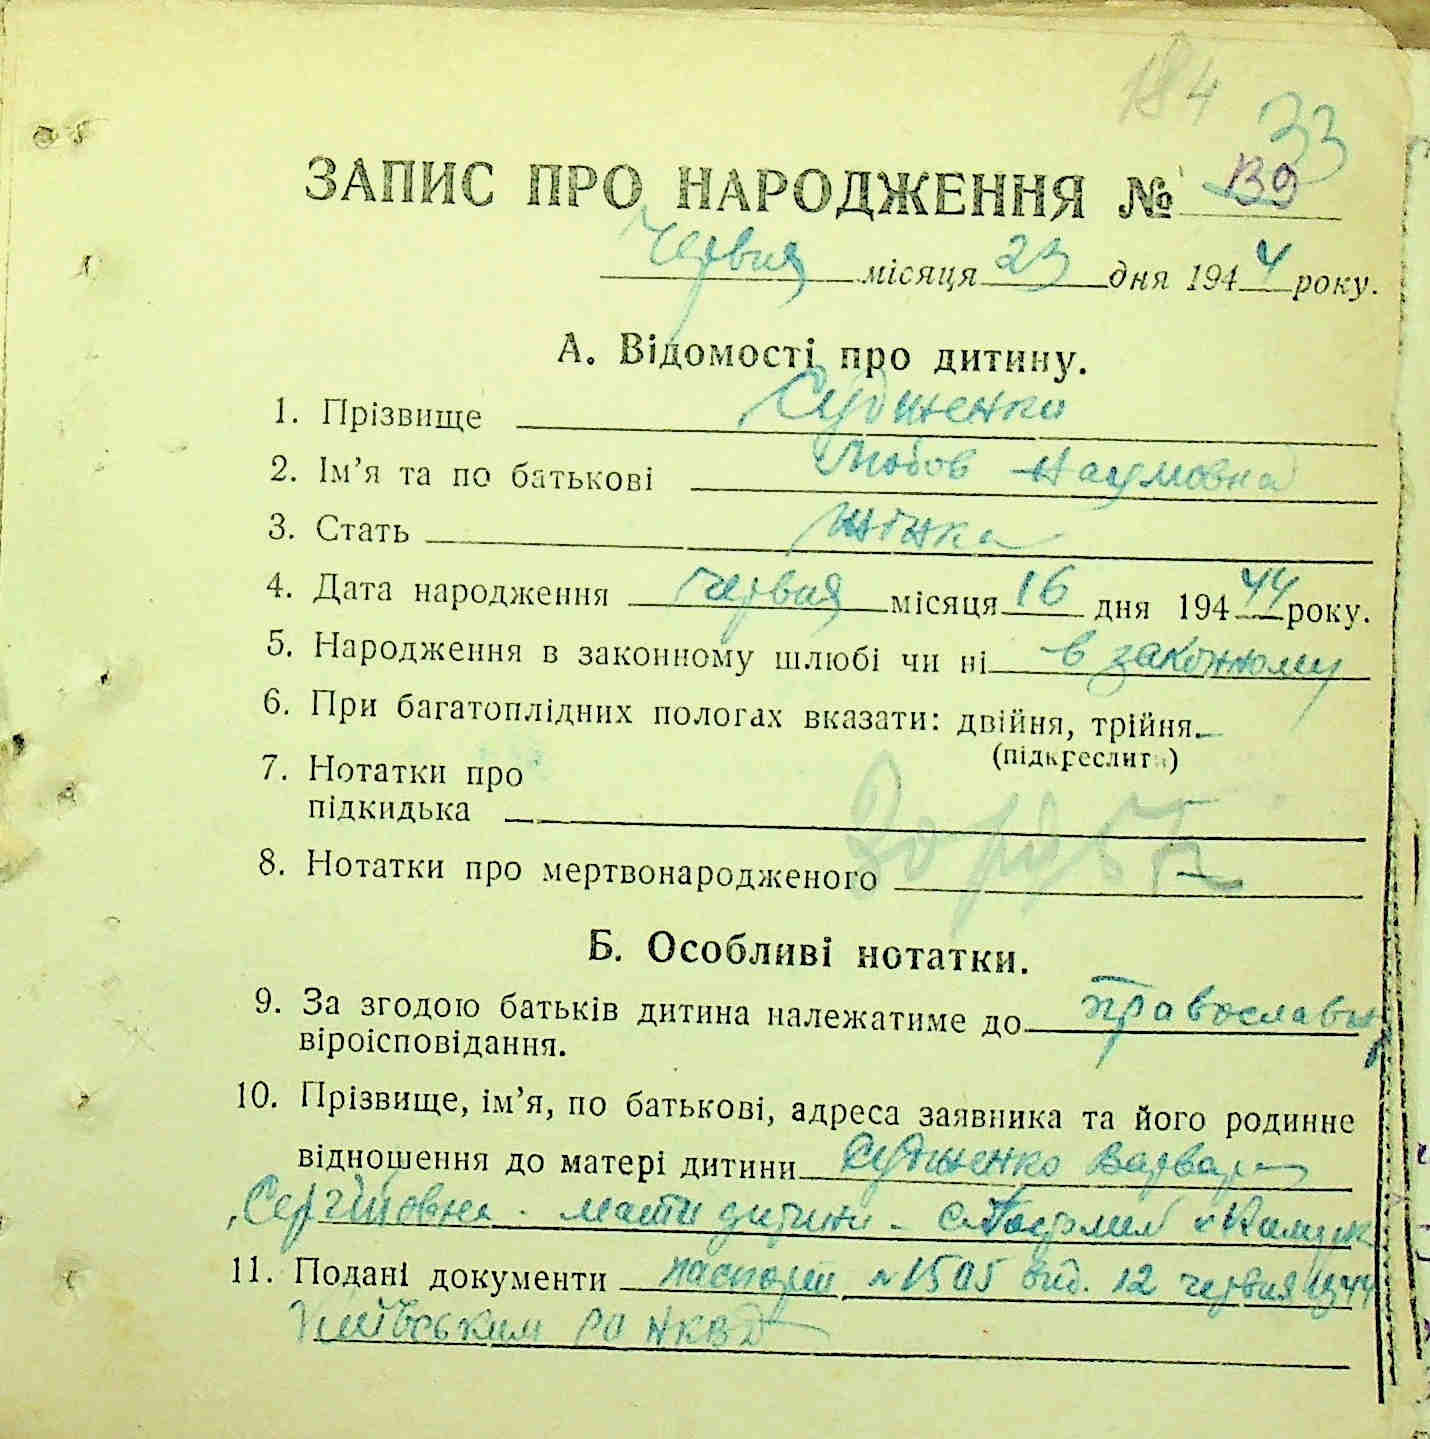 184
33
ЗАПИС ПРО НАРОДЖЕННЯ № 139
Червня місяця 23 дня 1944 року.
А. Відомості про дитину.
1. Прізвище Судиненко
2. Ім'я та по батькові Любов Наумовна
3. Стать жінка
4. Дата народження червня місяця 16 дня 19444 року.
5. Народження в законному шлюбі чи ні в законному
6. При багатоплідних пологах вказати: двійня, трійня.
(підкреслити)
7. Нотатки про
підкидька
8. Нотатки про мертвонародженого
Б. Особливі нотатки.
9. За згодою батьків дитина належатиме до православн
віроісповідання.
10. Прізвище, ім'я, по батькові, адреса заявника та його родинне
відношення до матері дитини Судиненко Варвара
Сергіївна - мати дитини -
11. Подані документи паспорт № 1505 вид. 12 червня 1944
РО НКВД